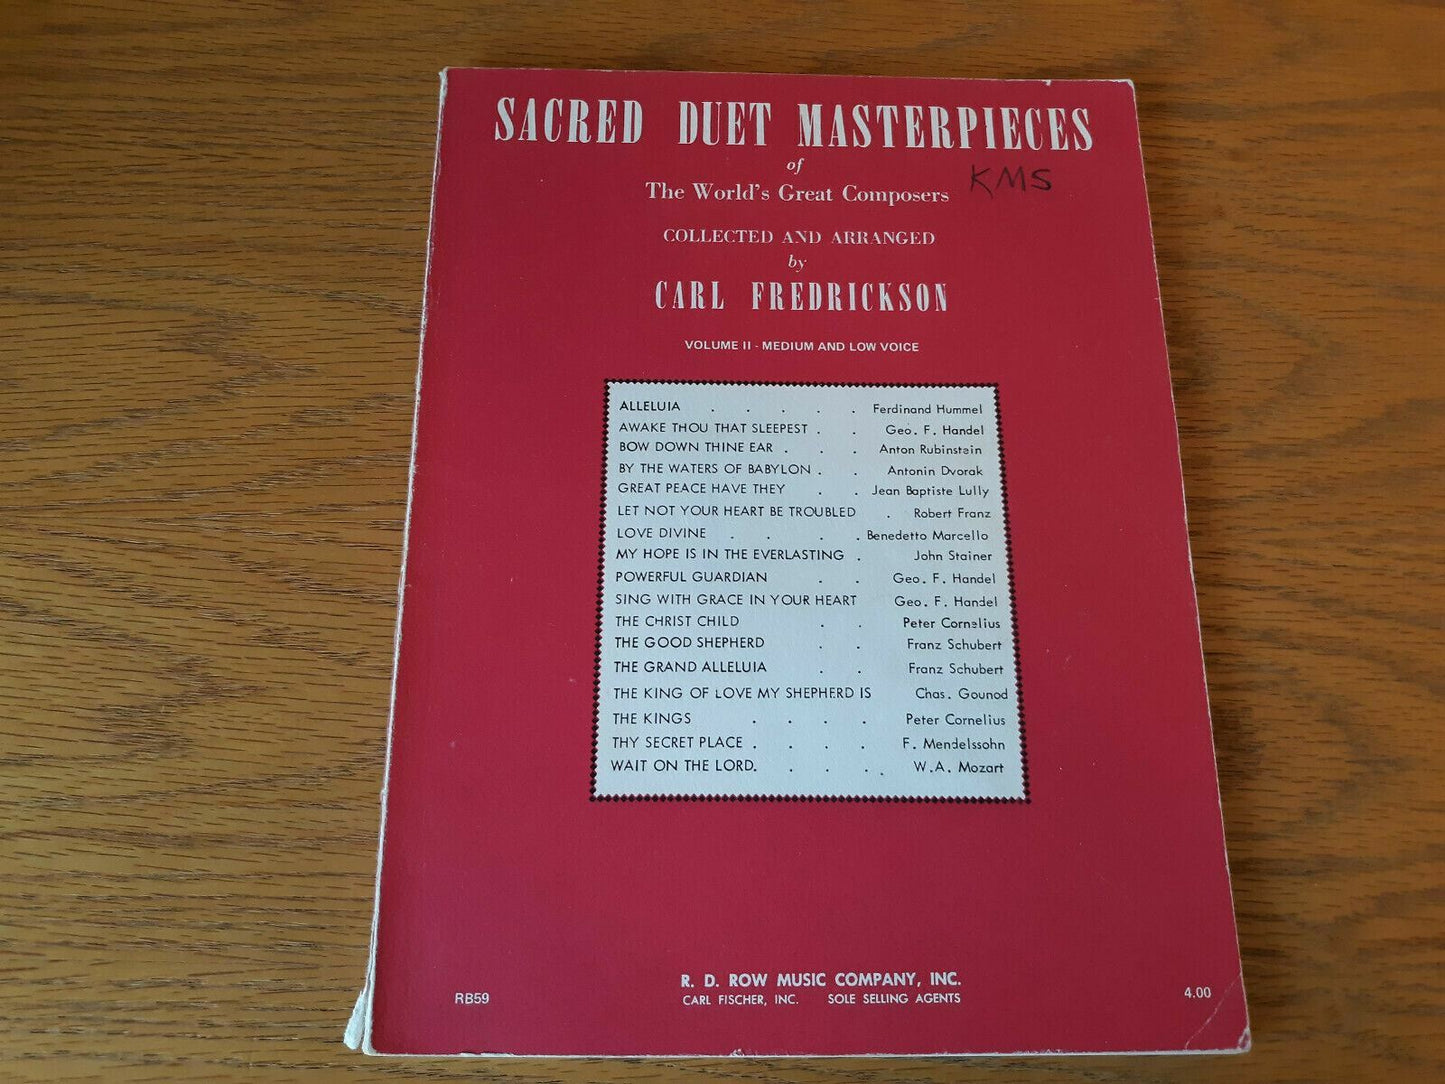 SACRED DUET MASTERPIECES
of
The World's Great Composers KMS
COLLECTED AND ARRANGED
by
CARL FREDRICKSON
VOLUME II - MEDIUM AND LOW VOICE
ALLELUIA . . . . . Ferdinand Hummel
AWAKE THOU THAT SLEEPEST . . Geo. F. Handel
BOW DOWN THINE EAR . . . Anton Rubinstein
BY THE WATERS OF BABYLON . . Antonin Dvorak
GREAT PEACE HAVE THEY . . Jean Baptiste Lully
LET NOT YOUR HEART BE TROUBLED . Robert Franz
LOVE DIVINE . . . . Benedetto Marcello
MY HOPE IS IN THE EVERLASTING . John Stainer
POWERFUL GUARDIAN . . Geo. F. Handel
SING WITH GRACE IN YOUR HEART Geo. F. Handel
THE CHRIST CHILD . . Peter Cornelius
THE GOOD SHEPHERD . . Franz Schubert
THE GRAND ALLELUIA . . Franz Schubert
THE KING OF LOVE MY SHEPHERD IS Chas. Gounod
THE KINGS . . . . Peter Cornelius
THY SECRET PLACE . . . . F. Mendelssohn
WAIT ON THE LORD. . . . . W.A. Mozart
R. D. ROW MUSIC COMPANY, INC.
RB59 CARL FISCHER, INC. SOLE SELLING AGENTS 4.00